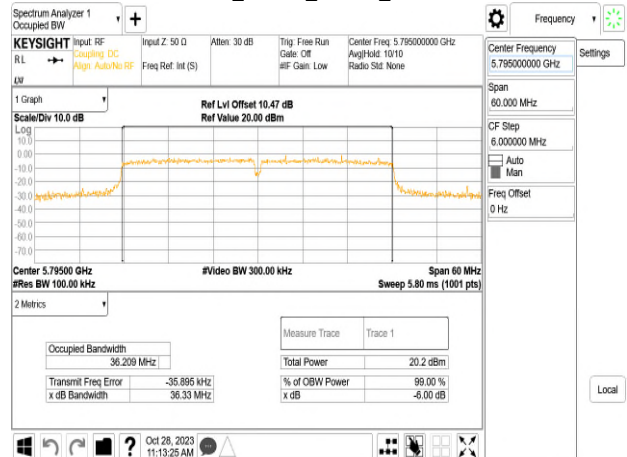 Spectrum Analyzer 1
Occupied BW
Frequency
KEYSIGHT
Input: RF
Coupling: DC
Align: Auto/No RF
Input Z: 50 Ω
Freq Ref: Int (S)
Atten: 30 dB
Trig: Free Run
Gate: Off
#IF Gain: Low
Center Freq: 5.795000000 GHz
Avg|Hold: 10/10
Radio Std: None
RL
LXI
Center Frequency
5.795000000 GHz
Settings
Span
60.000 MHz
CF Step
6.000000 MHz
Auto
Man
Freq Offset
0 Hz
Local
1 Graph
Scale/Div 10.0 dB
Ref Lvl Offset 10.47 dB
Ref Value 20.00 dBm
Log
10.0
0.00
-10.0
-20.0
-30.0
-40.0
-50.0
-60.0
-70.0
Center 5.79500 GHz
#Video BW 300.00 kHz
Span 60 MHz
#Res BW 100.00 kHz
Sweep 5.80 ms (1001 pts)
2 Metrics
Measure Trace
Trace 1
Occupied Bandwidth
36.209 MHz
Total Power
20.2 dBm
Transmit Freq Error
-35.895 kHz
% of OBW Power
99.00 %
x dB Bandwidth
36.33 MHz
x dB
-6.00 dB
?
Oct 28, 2023
11:13:25 AM